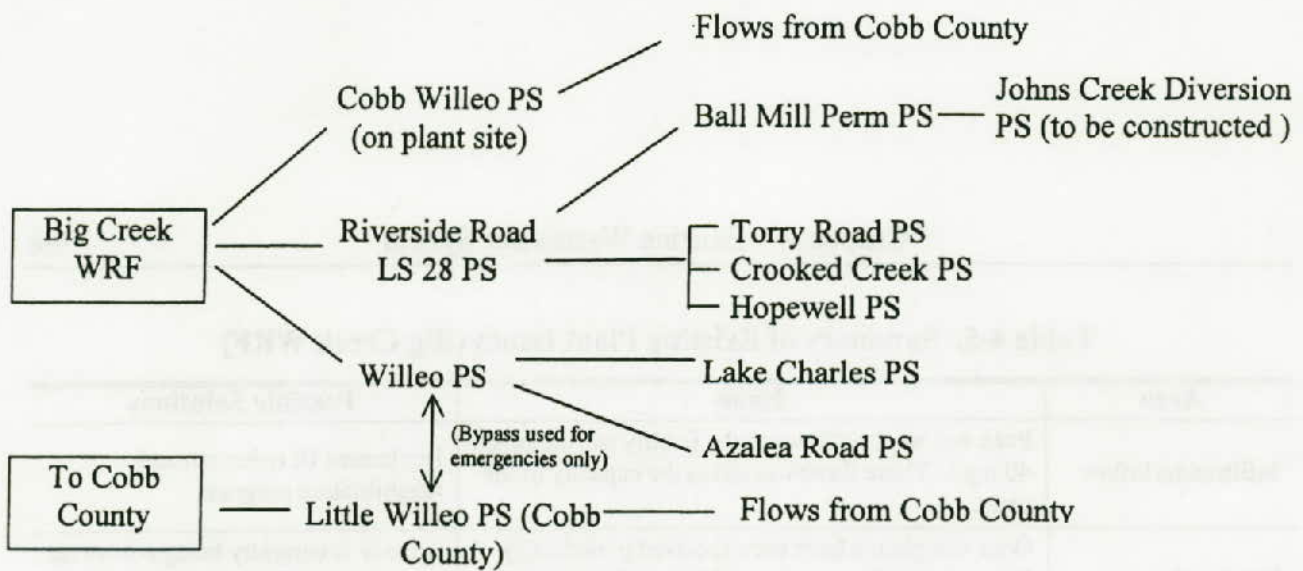 Flows from Cobb County
Cobb Willeo PS
(on plant site)
Ball Mill Perm PS
Johns Creek Diversion
PS (to be constructed )
Big Creek
WRF
Riverside Road
LS 28 PS
Torry Road PS
Crooked Creek PS
Hopewell PS
Willeo PS
Lake Charles PS
(Bypass used for
emergencies only)
Azalea Road PS
To Cobb
County
Little Willeo PS (Cobb
County)
Flows from Cobb County